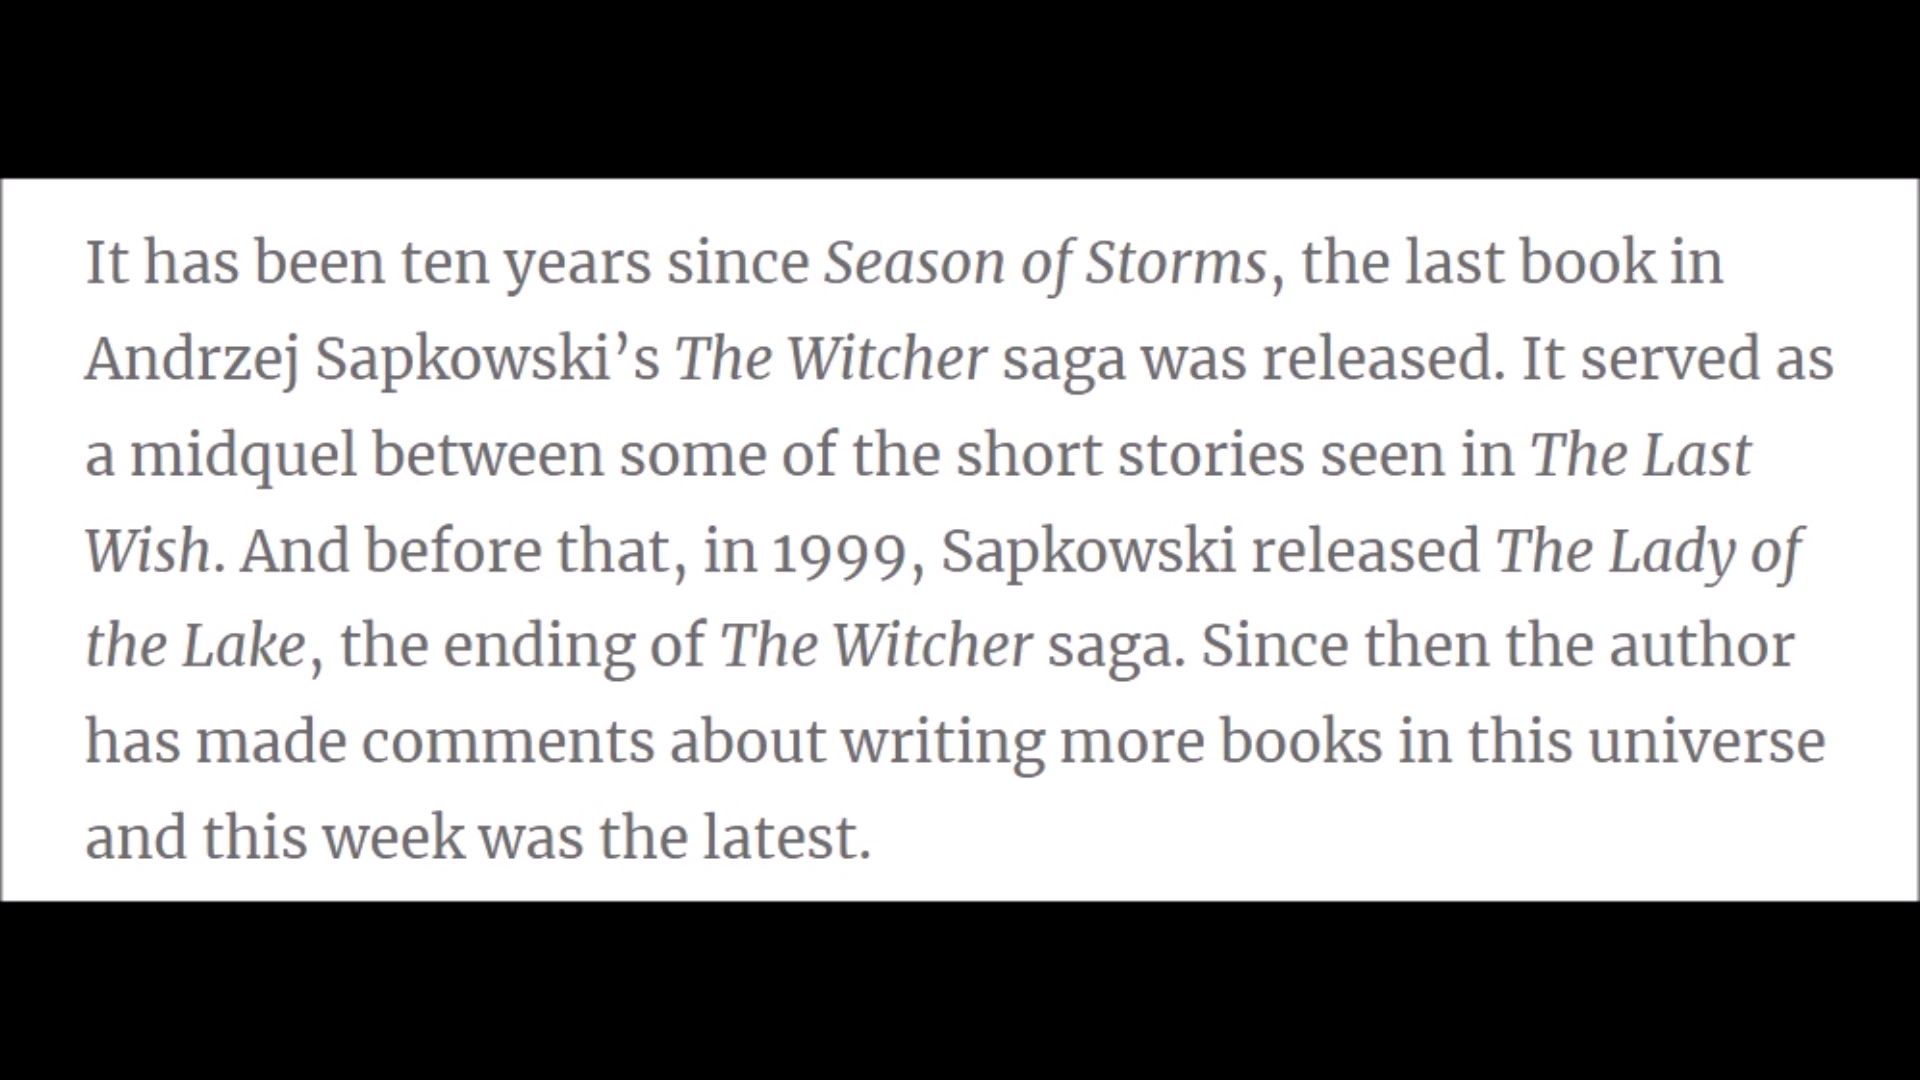 It has been ten years since Season of Storms, the last book in
Andrzej Sapkowski’s The Witcher saga was released. It served as
a midquel between some of the short stories seen in The Last
Wish. And before that, in 1999, Sapkowski released The Lady of
the Lake, the ending of The Witcher saga. Since then the author
has made comments about writing more books in this universe
and this week was the latest.